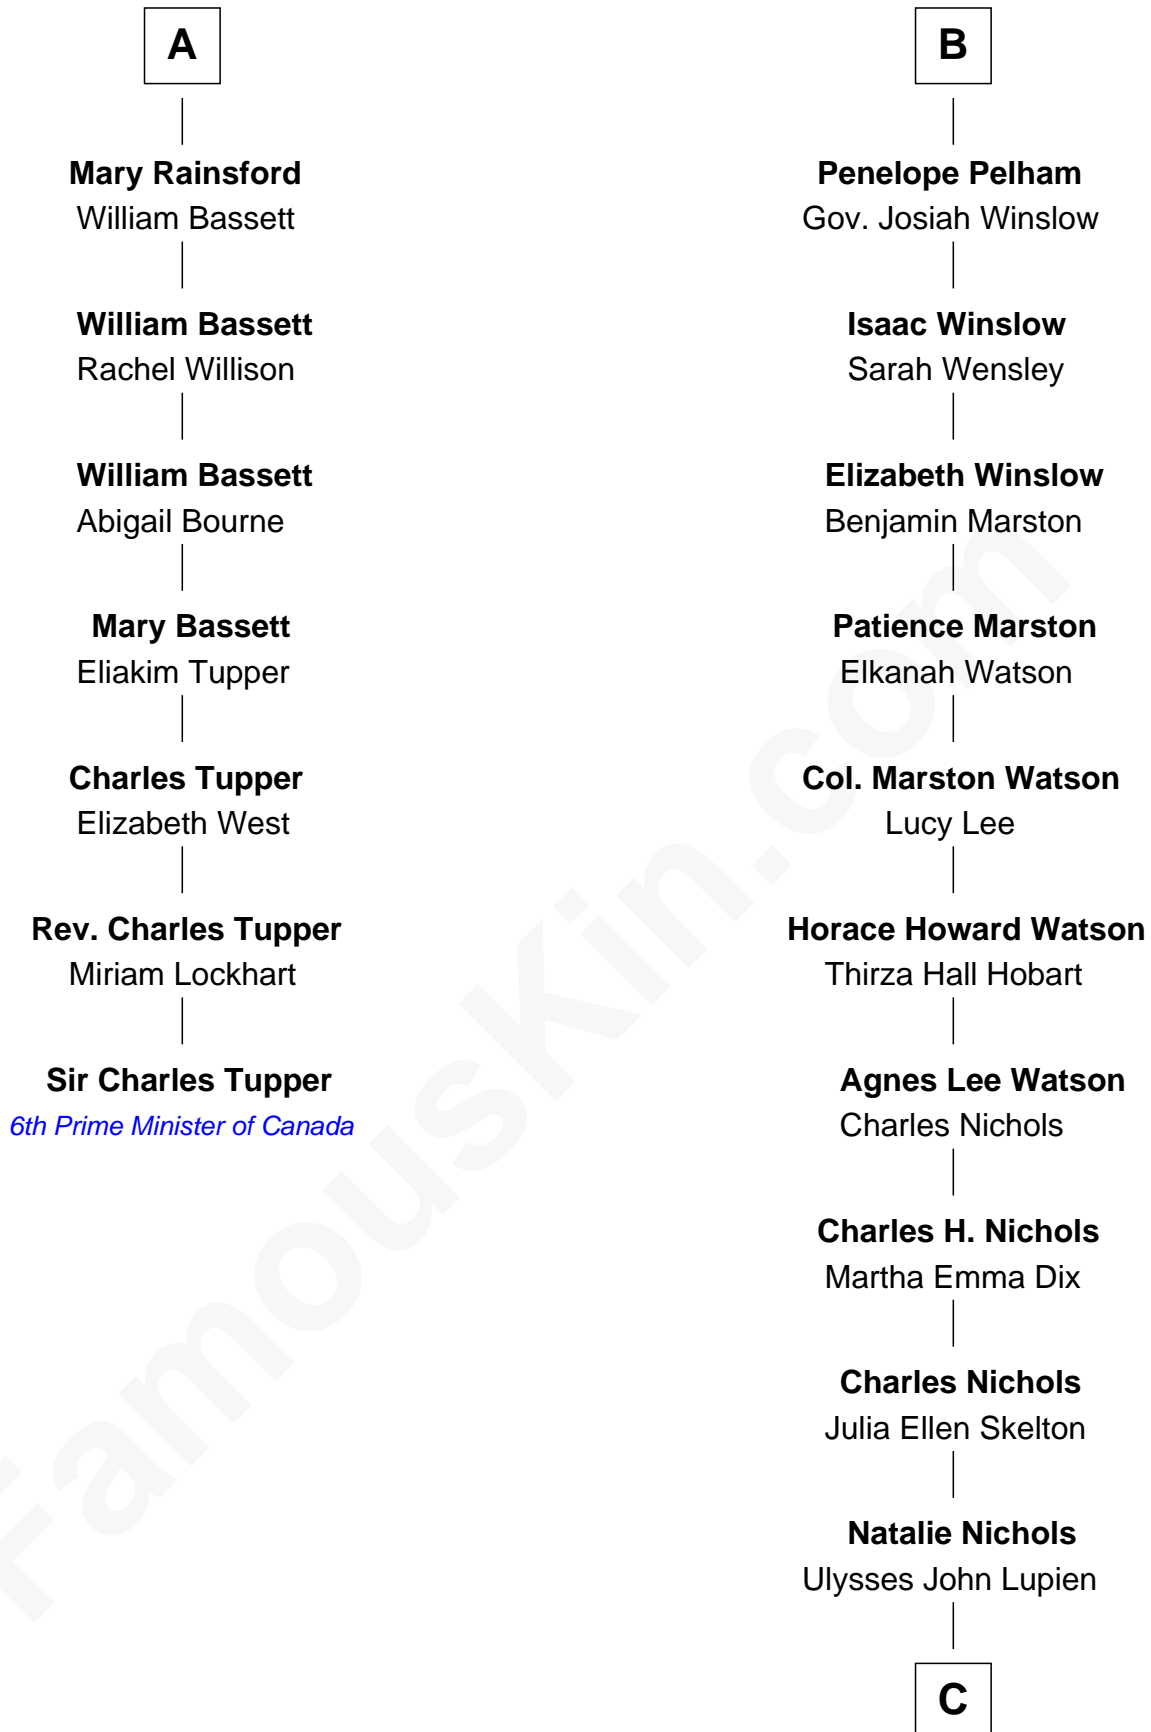 A
Mary Rainsford
William Bassett
William Bassett
Rachel Willison
William Bassett
Abigail Bourne
Mary Bassett
Eliakim Tupper
Charles Tupper
Elizabeth West
Rev. Charles Tupper
Miriam Lockhart
Sir Charles Tupper
6th Prime Minister of Canada
B
Penelope Pelham
Gov. Josiah Winslow
Isaac Winslow
Sarah Wensley
Elizabeth Winslow
Benjamin Marston
Patience Marston
Elkanah Watson
Col. Marston Watson
Lucy Lee
Horace Howard Watson
Thirza Hall Hobart
Agnes Lee Watson
Charles Nichols
Charles H. Nichols
Martha Emma Dix
Charles Nichols
Julia Ellen Skelton
Natalie Nichols
Ulysses John Lupien
C
FamousKin.com